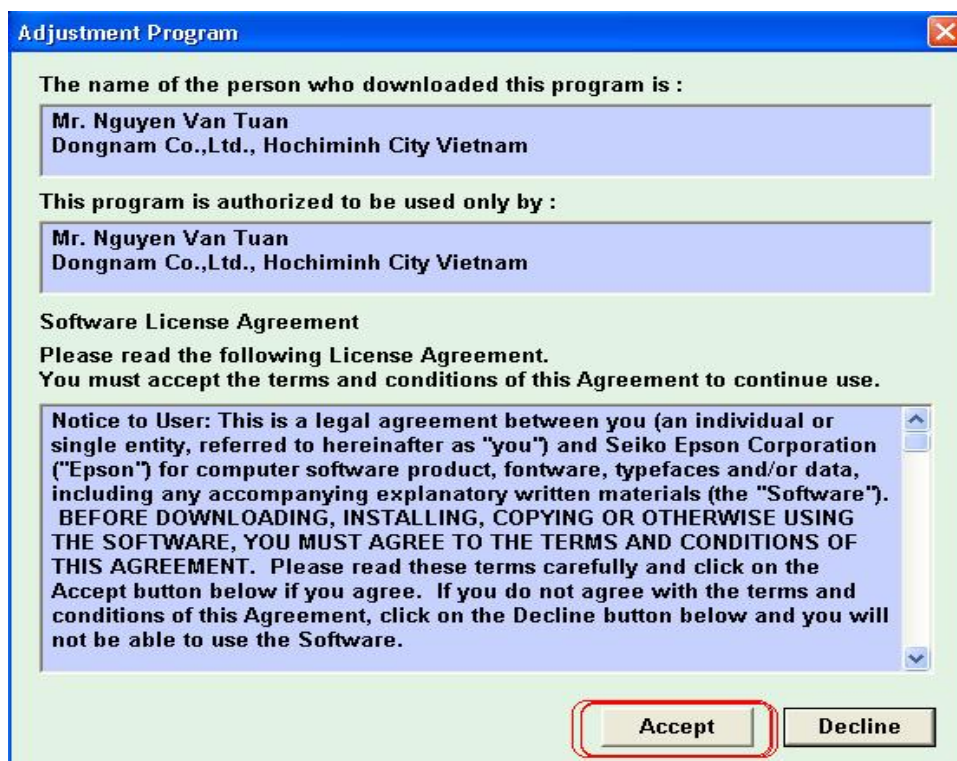 Adjustment Program
The name of the person who downloaded this program is :
Mr. Nguyen Van Tuan
Dongnam Co.,Ltd., Hochiminh City Vietnam
This program is authorized to be used only by :
Mr. Nguyen Van Tuan
Dongnam Co.,Ltd., Hochiminh City Vietnam
Software License Agreement
Please read the following License Agreement.
You must accept the terms and conditions of this Agreement to continue use.
Notice to User: This is a legal agreement between you (an individual or
single entity, referred to hereinafter as "you") and Seiko Epson Corporation
("Epson") for computer software product, fontware, typefaces and/or data,
including any accompanying explanatory written materials (the "Software").
BEFORE DOWNLOADING, INSTALLING, COPYING OR OTHERWISE USING
THE SOFTWARE, YOU MUST AGREE TO THE TERMS AND CONDITIONS OF
THIS AGREEMENT.  Please read these terms carefully and click on the
Accept button below if you agree.  If you do not agree with the terms and
conditions of this Agreement, click on the Decline button below and you will
not be able to use the Software.
Accept
Decline